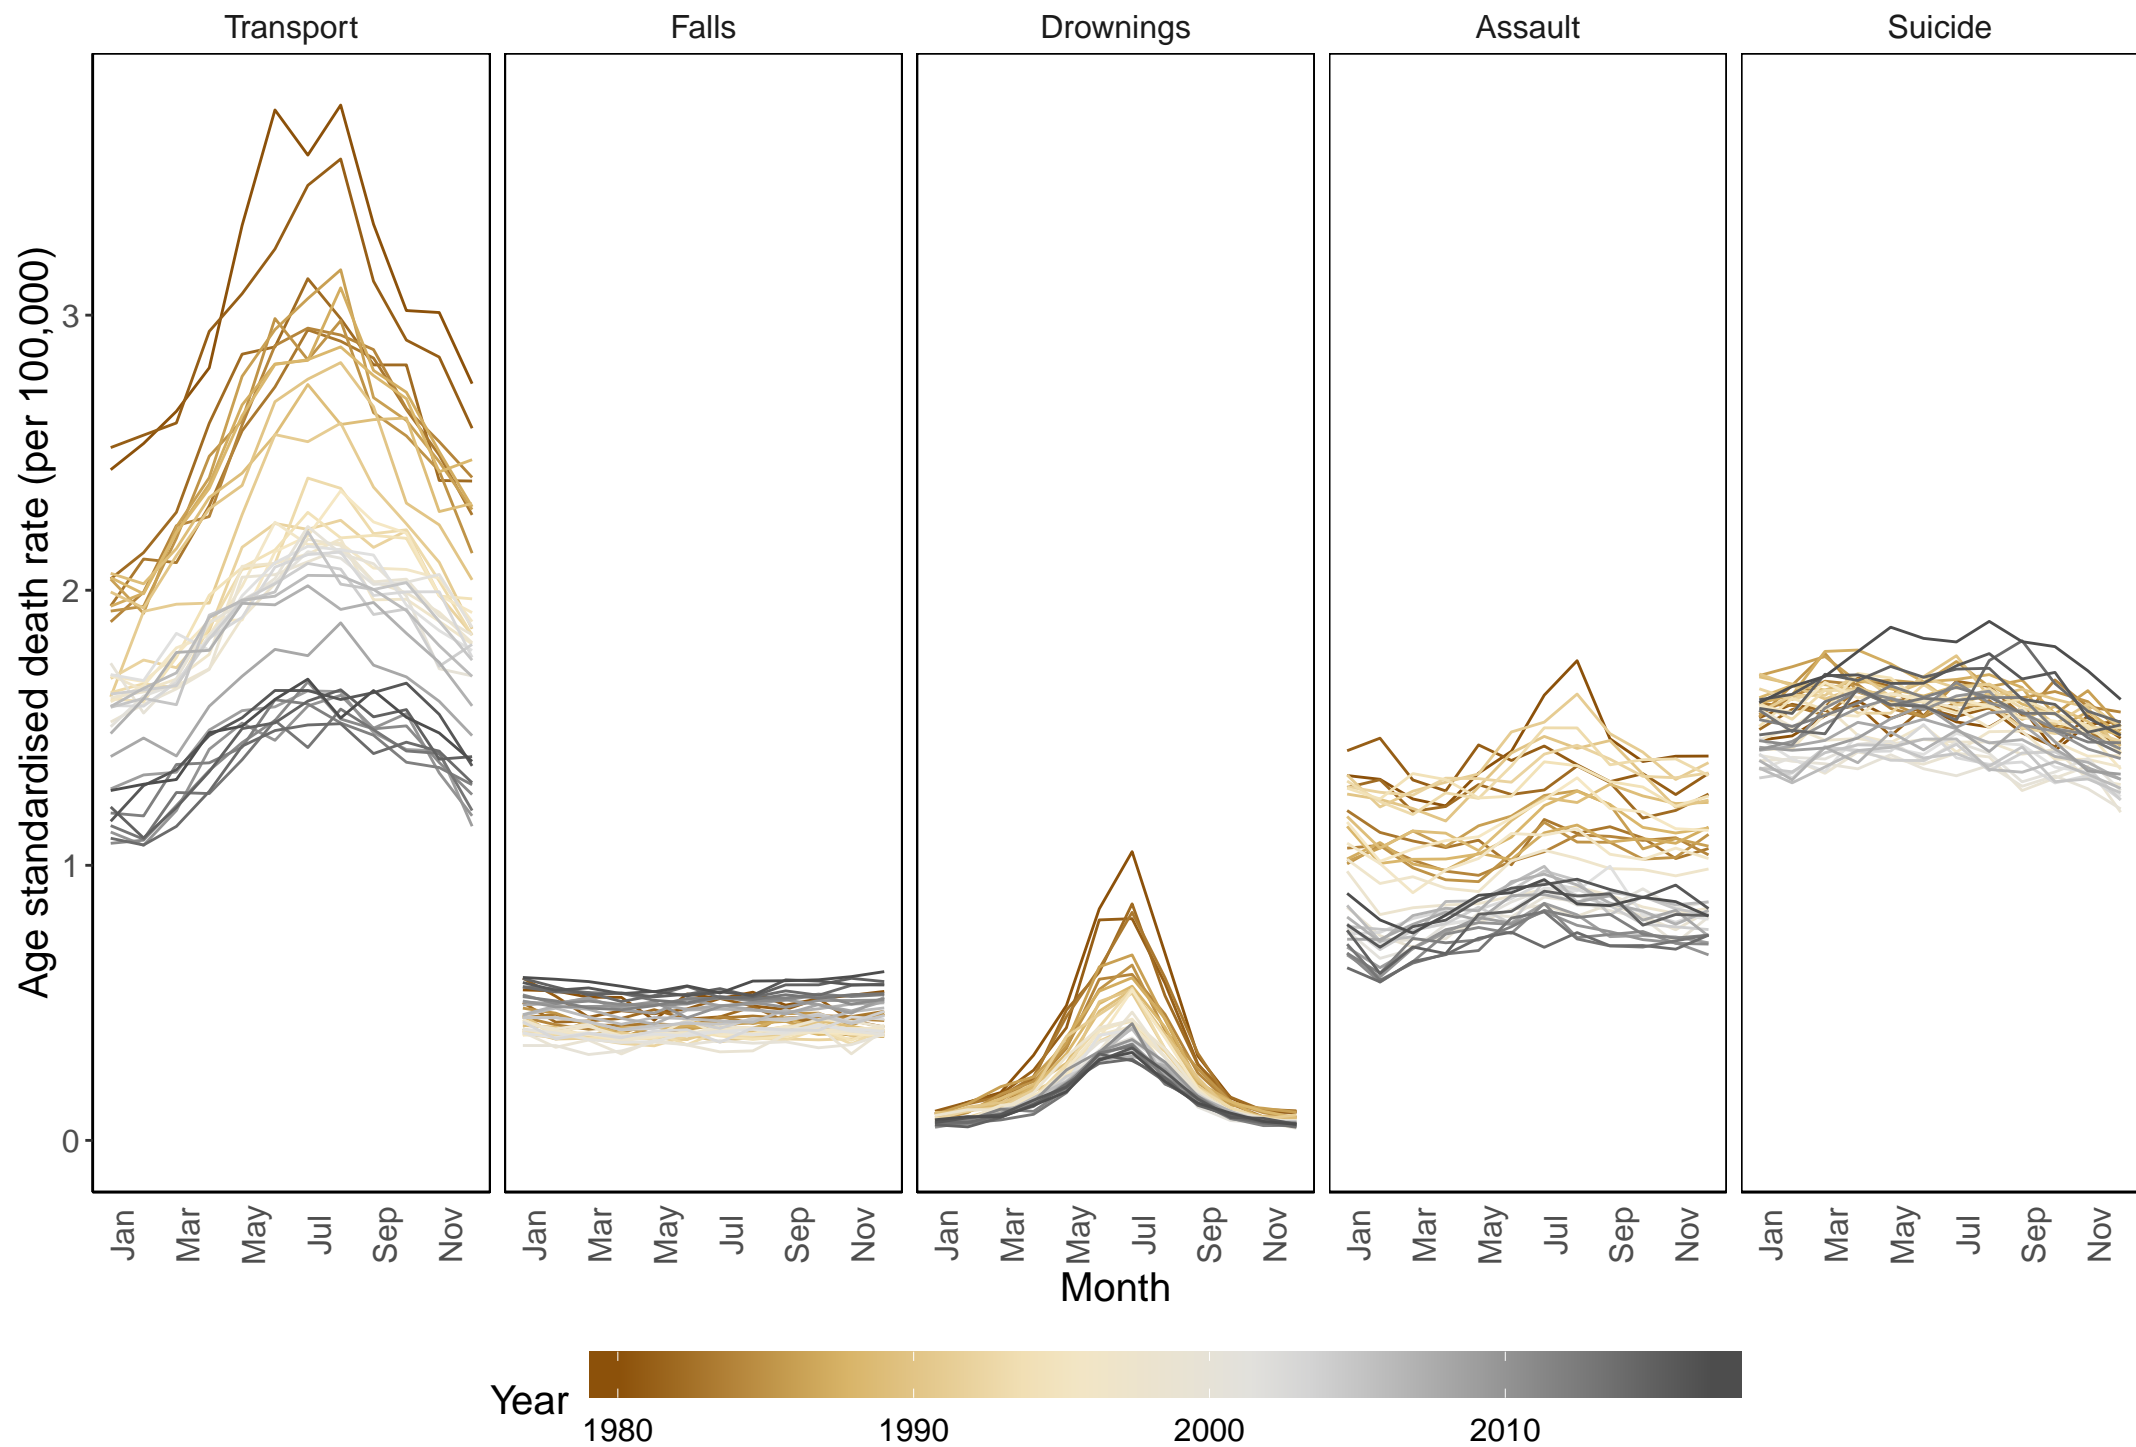 Transport Falls Drownings Assault Suicide
Age standardised death rate (per 100,000)
3
2
1
0
Jan Mar May Jul Sep Nov Jan Mar May Jul Sep Nov Jan Mar May Jul Sep Nov Jan Mar May Jul Sep Nov Jan Mar May Jul Sep Nov
Month
Year
1980 1990 2000 2010